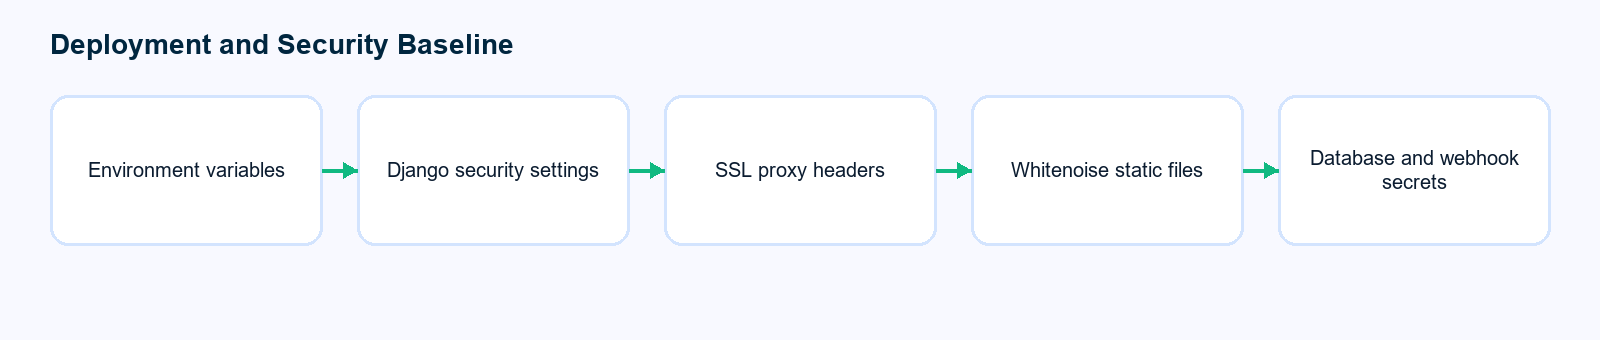 Deployment and Security Baseline
Environment variables
Django security settings
SSL proxy headers
Whitenoise static files
Database and webhook
secrets